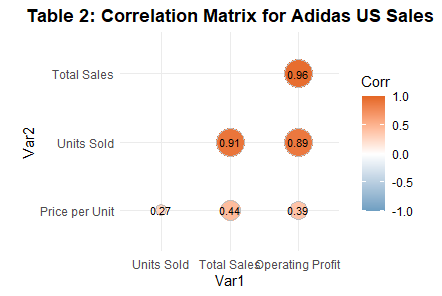 Table 2: Correlation Matrix for Adidas US Sales
Corr
Total Sales
0.96
1.0
0.5
Var2
Units Sold
0.91
0.89
0.0
-0.5
Price per Unit
0.27
0.44
0.39
-1.0
Units Sold
Total Sales
Operating Profit
Var1